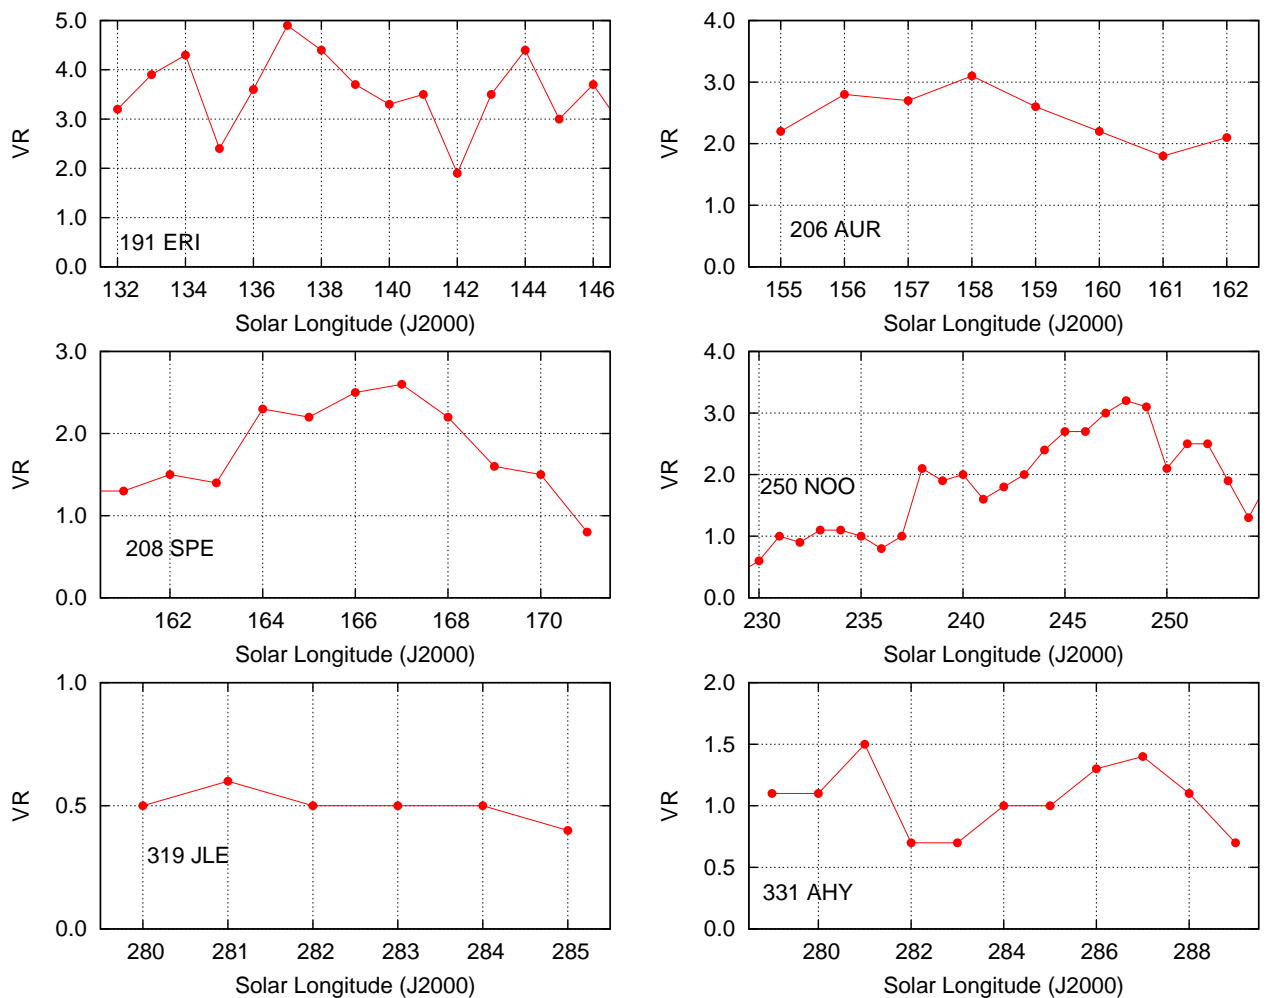 5.0
4.0
3.0
2.0
1.0
0.0
VR
191 ERI
132 134 136 138 140 142 144 146
Solar Longitude (J2000)
4.0
3.0
2.0
1.0
0.0
VR
206 AUR
155 156 157 158 159 160 161 162
Solar Longitude (J2000)
3.0
2.0
1.0
0.0
VR
208 SPE
162 164 166 168 170
Solar Longitude (J2000)
4.0
3.0
2.0
1.0
0.0
VR
250 NOO
230 235 240 245 250
Solar Longitude (J2000)
1.0
0.5
0.0
VR
319 JLE
280 281 282 283 284 285
Solar Longitude (J2000)
2.0
1.5
1.0
0.5
0.0
VR
331 AHY
280 282 284 286 288
Solar Longitude (J2000)